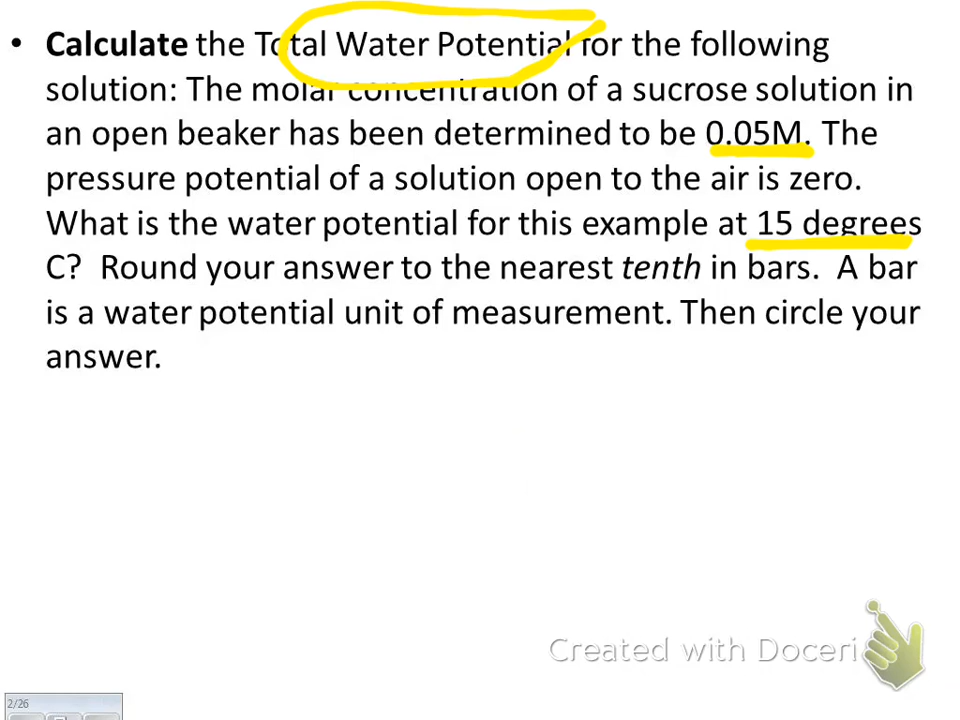 • Calculate the Total Water Potential for the following
solution: The molar concentration of a sucrose solution in
an open beaker has been determined to be 0.05M. The
pressure potential of a solution open to the air is zero.
What is the water potential for this example at 15 degrees
C? Round your answer to the nearest tenth in bars. A bar
is a water potential unit of measurement. Then circle your
answer.
Created with Doceri
2/26